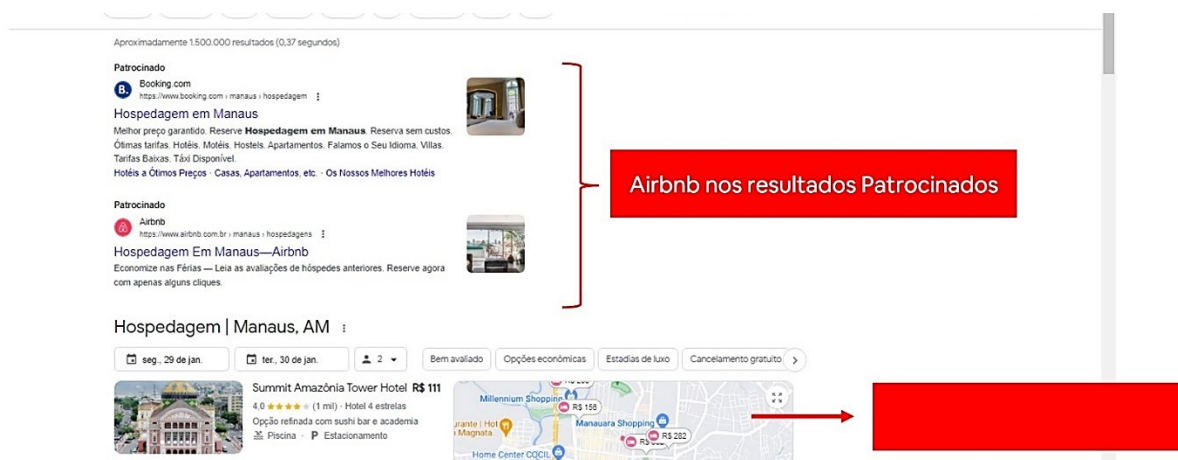 Aproximadamente 1.500.000 resultados (0,37 segundos)
Patrocinado
B.
Booking.com
https://www.booking.com › manaus › hospedagem
Hospedagem em Manaus
Melhor preço garantido. Reserve Hospedagem em Manaus. Reserva sem custos.
Ótimas tarifas. Hotéis. Motéis. Hostels. Apartamentos. Falamos o Seu Idioma. Villas.
Tarifas Baixas. Táxi Disponível.
Hotéis a Ótimos Preços · Casas, Apartamentos, etc. · Os Nossos Melhores Hotéis
Patrocinado
Airbnb
https://www.airbnb.com.br › manaus › hospedagens
Hospedagem Em Manaus—Airbnb
Economize nas Férias — Leia as avaliações de hóspedes anteriores. Reserve agora
com apenas alguns cliques.
Airbnb nos resultados Patrocinados
Hospedagem | Manaus, AM
seg., 29 de jan.
ter., 30 de jan.
2
Bem avaliado
Opções econômicas
Estadias de luxo
Cancelamento gratuito
Summit Amazônia Tower Hotel R$ 111
4,0 (1 mil) · Hotel 4 estrelas
Opção refinada com sushi bar e academia
Piscina · P Estacionamento
Millennium Shopping
R$ 156
urante | Hot
Magnata
Manauara Shopping
R$ 282
Home Center COCIL